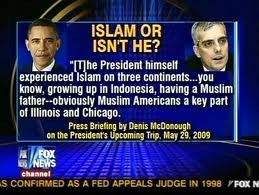 ISLAM OR
ISN'T HE?
"[T]he President himself
experienced Islam on three continents...you
know, growing up in Indonesia, having a Muslim
father--obviously Muslim Americans a key part
of Illinois and Chicago.
Press Briefing by Denis McDonough
on the President's Upcoming Trip, May 29, 2009
FOX
NEWS
channel
AS CONFIRMED AS A FED APPEALS JUDGE IN 1998